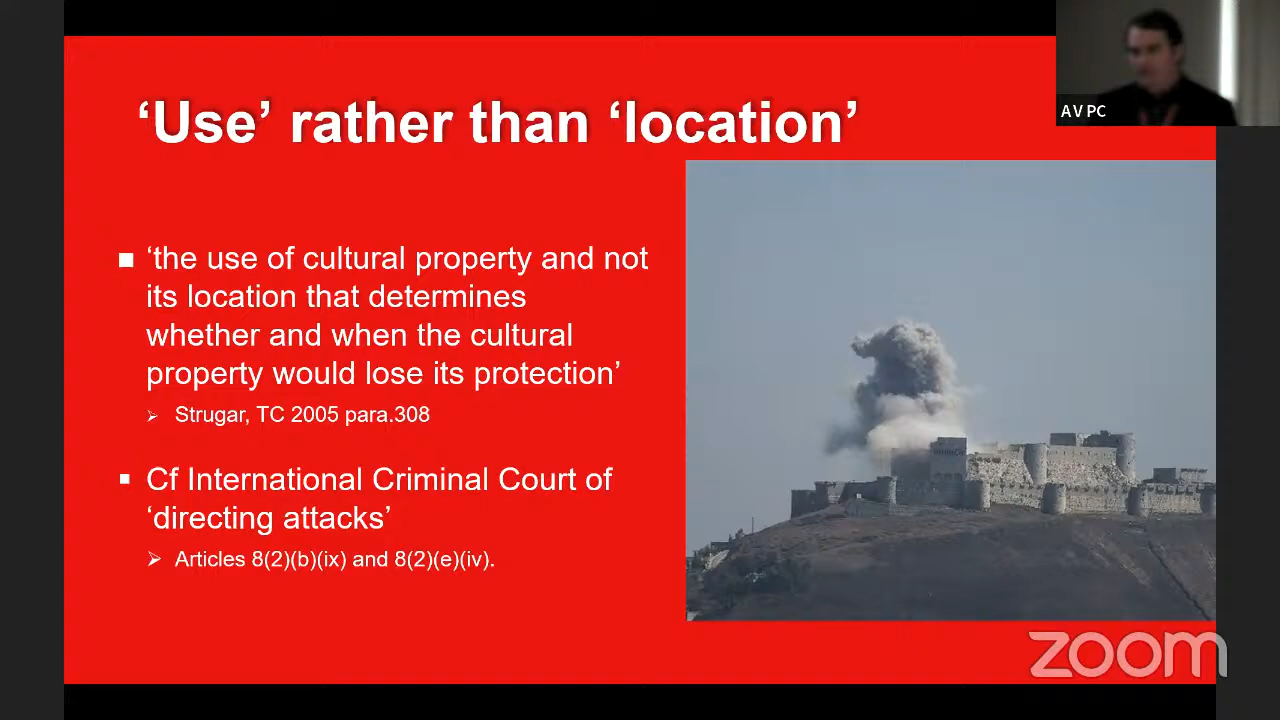 AV PC
‘Use’ rather than ‘location’
■ ‘the use of cultural property and not
its location that determines
whether and when the cultural
property would lose its protection’
➢ Strugar, TC 2005 para.308
▪ Cf International Criminal Court of
‘directing attacks’
➢ Articles 8(2)(b)(ix) and 8(2)(e)(iv).
zoom